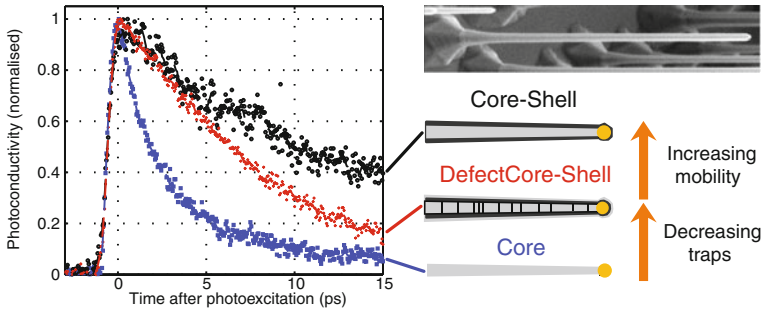 Photoconductivity (normalised)
1
0.8
0.6
0.4
0.2
0
0
5
10
15
Time after photoexcitation (ps)
Core-Shell
DefectCore-Shell
Core
Increasing
mobility
Decreasing
traps